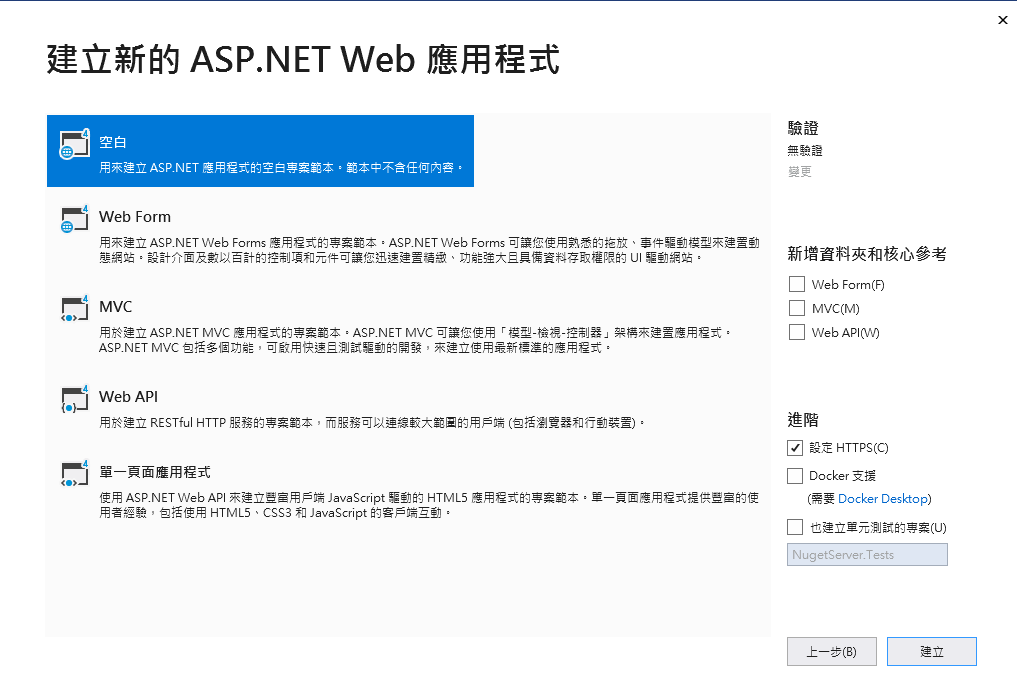 建立新的 ASP.NET Web 應用程式
空白
用來建立 ASP.NET 應用程式的空白專案範本。範本中不含任何內容。
Web Form
用來建立 ASP.NET Web Forms 應用程式的專案範本。ASP.NET Web Forms 可讓您使用熟悉的拖放、事件驅動模型來建置動
態網站。設計介面及數以百計的控制項和元件可讓您迅速建置精緻、功能強大且具備資料存取權限的 UI 驅動網站。
MVC
用於建立 ASP.NET MVC 應用程式的專案範本。ASP.NET MVC 可讓您使用「模型-檢視-控制器」架構來建置應用程式。
ASP.NET MVC 包括多個功能，可啟用快速且測試驅動的開發，來建立使用最新標準的應用程式。
Web API
用於建立 RESTful HTTP 服務的專案範本，而服務可以連線較大範圍的用戶端 (包括瀏覽器和行動裝置)。
單一頁面應用程式
使用 ASP.NET Web API 來建立豐富用戶端 JavaScript 驅動的 HTML5 應用程式的專案範本。單一頁面應用程式提供豐富的使
用者經驗，包括使用 HTML5、CSS3 和 JavaScript 的客戶端互動。
驗證
無驗證
變更
新增資料夾和核心參考
Web Form(F)
MVC(M)
Web API(W)
進階
設定 HTTPS(C)
Docker 支援
(需要 Docker Desktop)
也建立單元測試的專案(U)
NugetServer.Tests
上一步(B)
建立